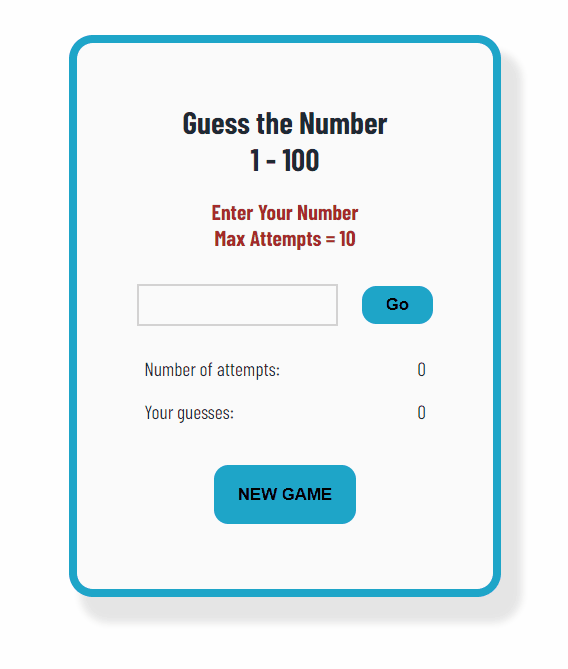 Guess the Number
1 - 100
Enter Your Number
Max Attempts = 10
Go
Number of attempts: 0
Your guesses: 0
NEW GAME